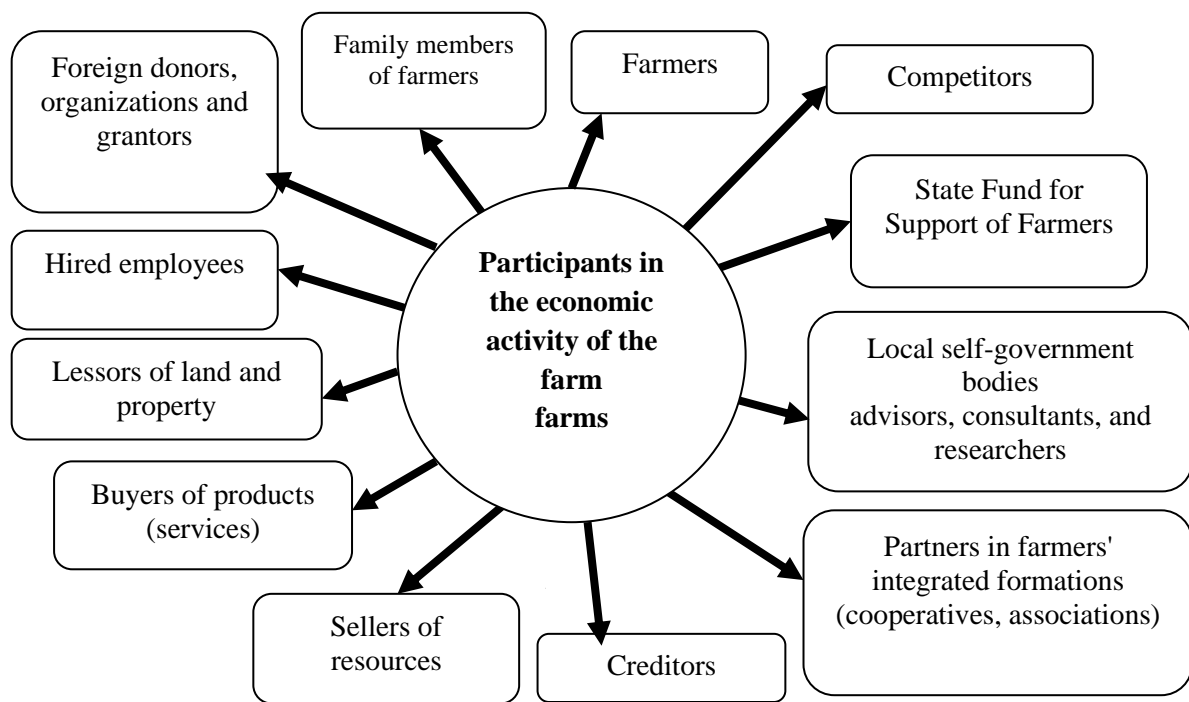 Foreign donors,
organizations and
grantors
Family members
of farmers
Farmers
Competitors
State Fund for
Support of Farmers
Hired employees
Participants in
the economic
activity of the
farm
farms
Lessors of land and
property
Local self-government
bodies
advisors, consultants, and
researchers
Buyers of products
(services)
Partners in farmers'
integrated formations
(cooperatives, associations)
Sellers of
resources
Creditors